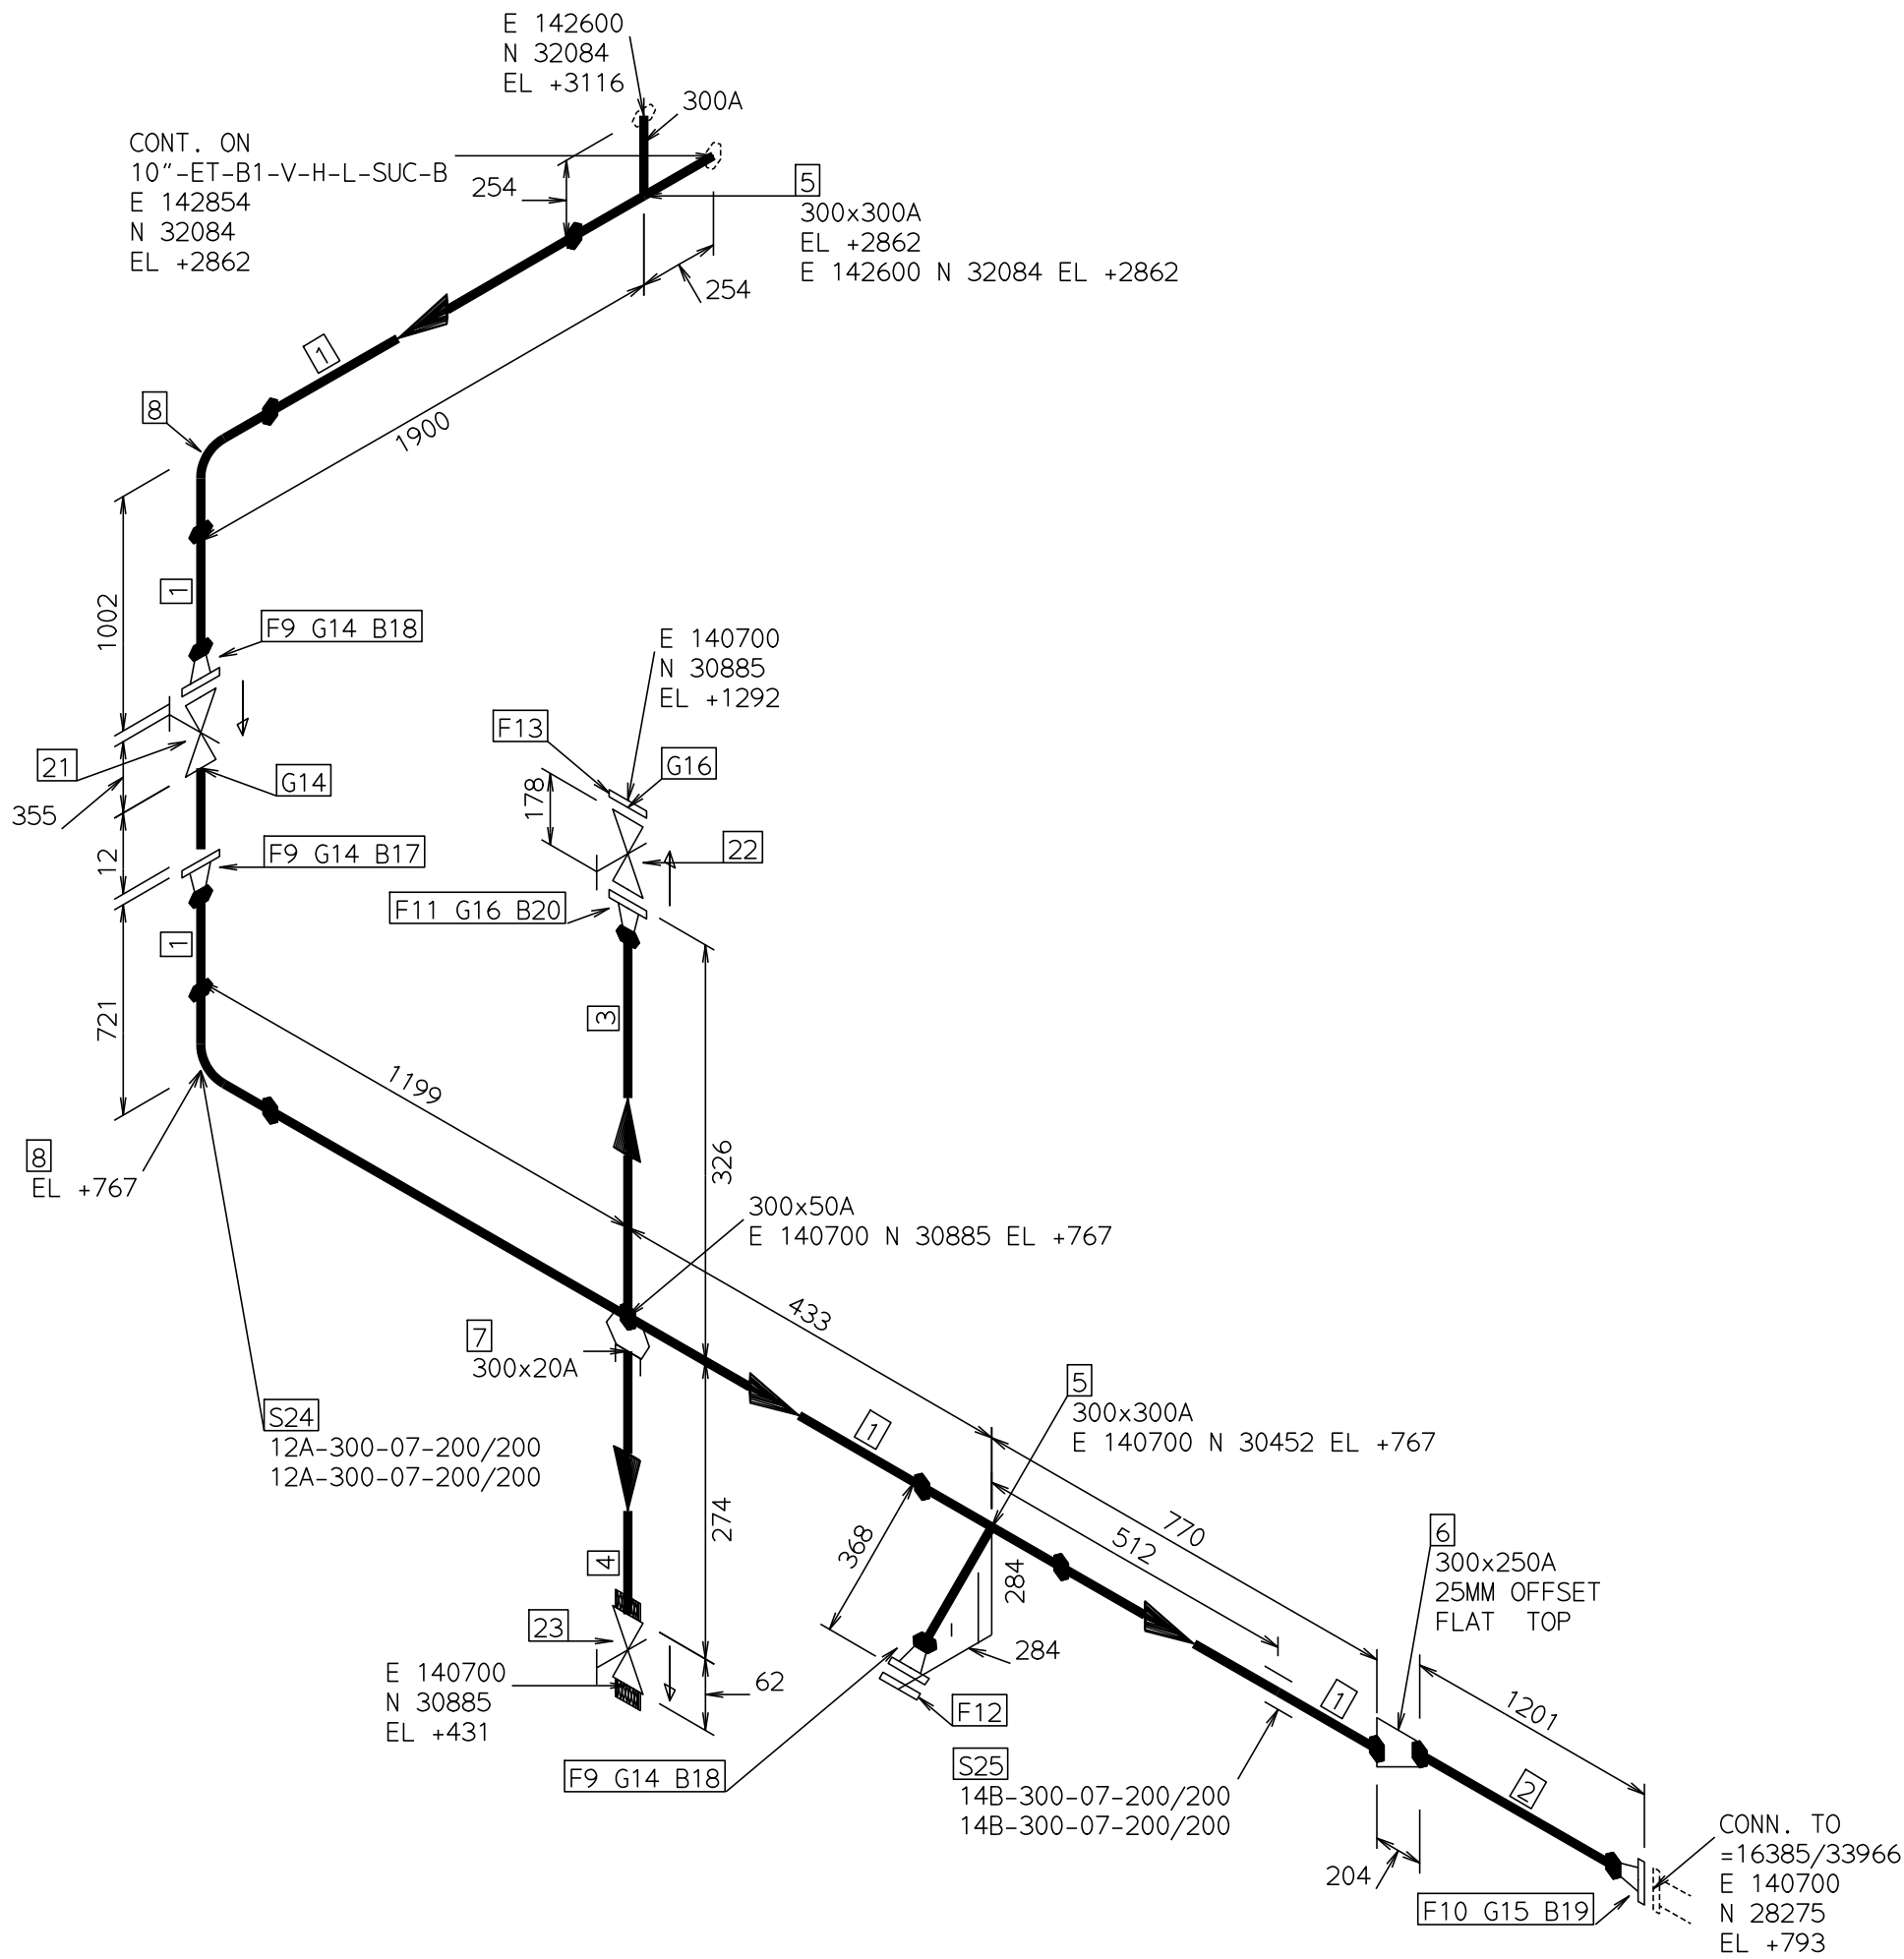 E 142600
N 32084
EL +3116
300A
CONT. ON
10"-ET-B1-V-H-L-SUC-B
E 142854
N 32084
EL +2862
254
5
300x300A
EL +2862
E 142600 N 32084 EL +2862
254
1
8
1900
1002
1
F9 G14 B18
E 140700
N 30885
EL +1292
F13
G16
21
G14
178
355
22
12
F9 G14 B17
F11 G16 B20
1
3
721
1199
326
8
EL +767
300x50A
E 140700 N 30885 EL +767
433
7
300x20A
5
300x300A
E 140700 N 30452 EL +767
S24
12A-300-07-200/200
12A-300-07-200/200
1
274
368
512
770
6
300x250A
25MM OFFSET
FLAT TOP
4
284
23
284
E 140700
N 30885
EL +431
62
F12
1
1201
F9 G14 B18
S25
14B-300-07-200/200
14B-300-07-200/200
2
204
CONN. TO
=16385/33966
E 140700
N 28275
EL +793
F10 G15 B19